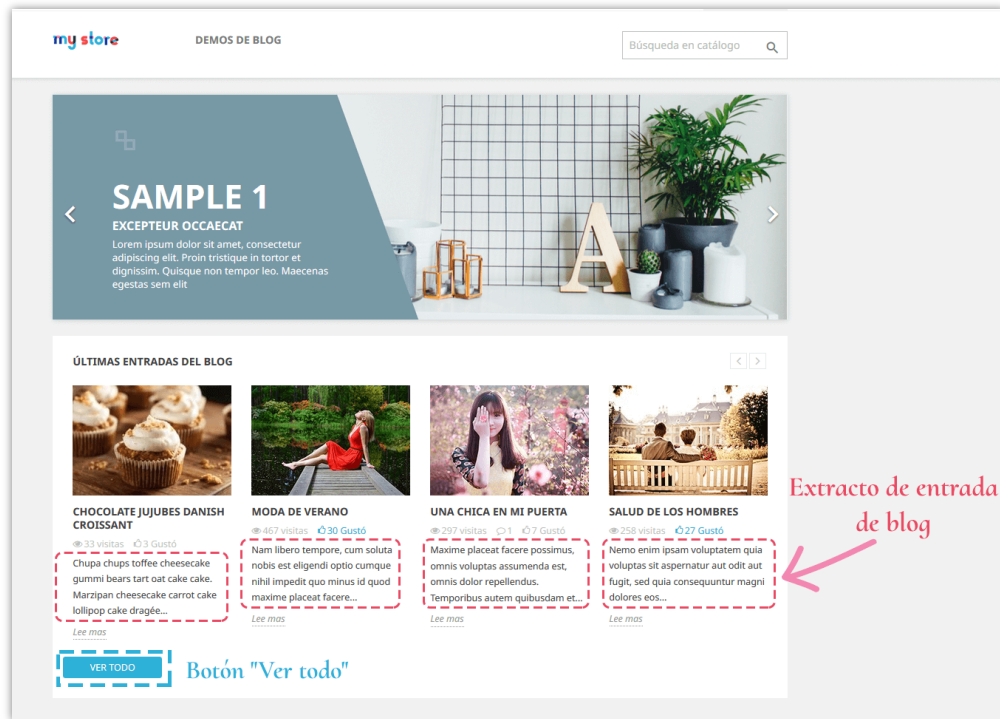 my store
DEMOS DE BLOG
Búsqueda en catálogo
SAMPLE 1
EXCEPTEUR OCCAECAT
Lorem ipsum dolor sit amet, consectetur
adipiscing elit. Proin tristique in tortor et
dignissim. Quisque non tempor leo. Maecenas
egestas sem elit
A
ÚLTIMAS ENTRADAS DEL BLOG
CHOCOLATE JUJUBES DANISH
CROISSANT
33 visitas 3 Gustó
Chupa chups toffee cheesecake
gummi bears tart oat cake cake.
Marzipan cheesecake carrot cake
lollipop cake dragée...
Lee mas
MODA DE VERANO
467 visitas 30 Gustó
Nam libero tempore, cum soluta
nobis est eligendi optio cumque
nihil impedit quo minus id quod
maxime placeat facere...
Lee mas
UNA CHICA EN MI PUERTA
297 visitas 1 7 Gustó
Maxime placeat facere possimus,
omnis voluptas assumenda est,
omnis dolor repellendus.
Temporibus autem quibusdam et...
Lee mas
SALUD DE LOS HOMBRES
258 visitas 27 Gustó
Nemo enim ipsam voluptatem quia
voluptas sit aspernatur aut odit aut
fugit, sed quia consequuntur magni
dolores eos...
Lee mas
Extracto de entrada
de blog
VER TODO
Botón "Ver todo"